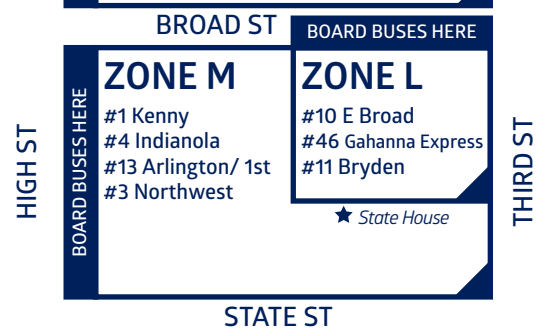 BROAD ST
BOARD BUSES HERE
ZONE M
#1 Kenny
#4 Indianola
#13 Arlington/ 1st
#3 Northwest
ZONE L
#10 E Broad
#46 Gahanna Express
#11 Bryden
BOARD BUSES HERE
HIGH ST
THIRD ST
State House
STATE ST